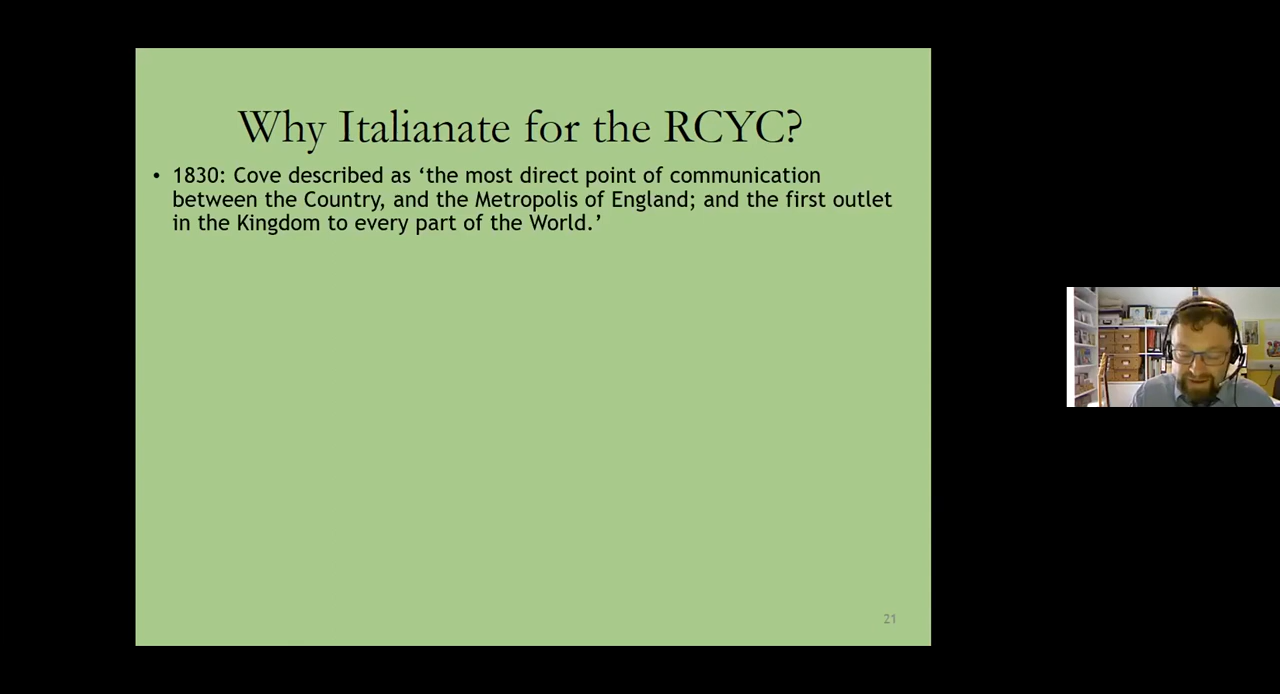 Why Italianate for the RCYC?
• 1830: Cove described as ‘the most direct point of communication
between the Country, and the Metropolis of England; and the first outlet
in the Kingdom to every part of the World.’
21